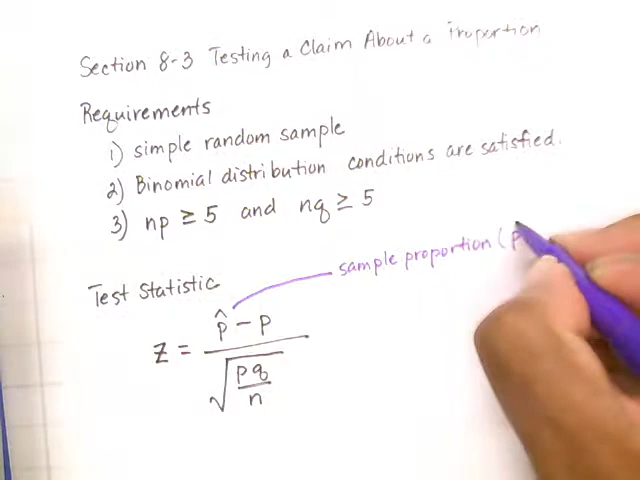 Section 8-3 Testing a Claim About a Proportion
Requirements
1) simple random sample
2) Binomial distribution conditions are satisfied.
3) np ≥ 5 and nq ≥ 5
sample proportion (p
Test Statistic
z = (p̂ - p) / √(pq/n)